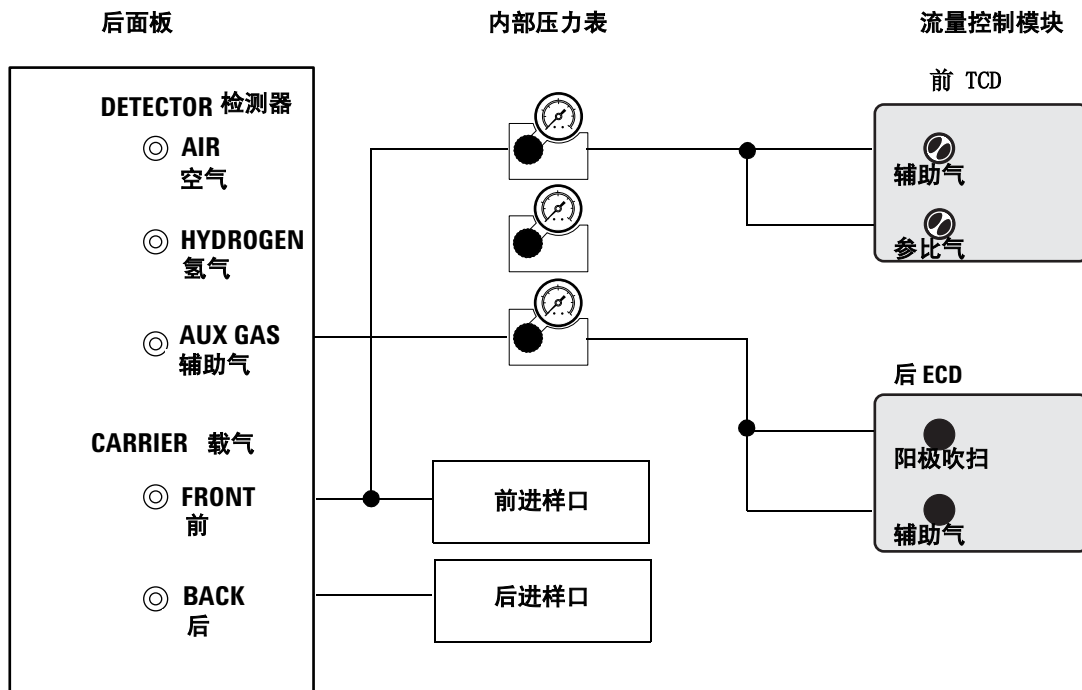 后面板
内部压力表
流量控制模块
DETECTOR 检测器
AIR
空气
HYDROGEN
氢气
AUX GAS
辅助气
CARRIER 载气
FRONT
前
BACK
后
前进样口
后进样口
前 TCD
辅助气
参比气
后 ECD
阳极吹扫
辅助气